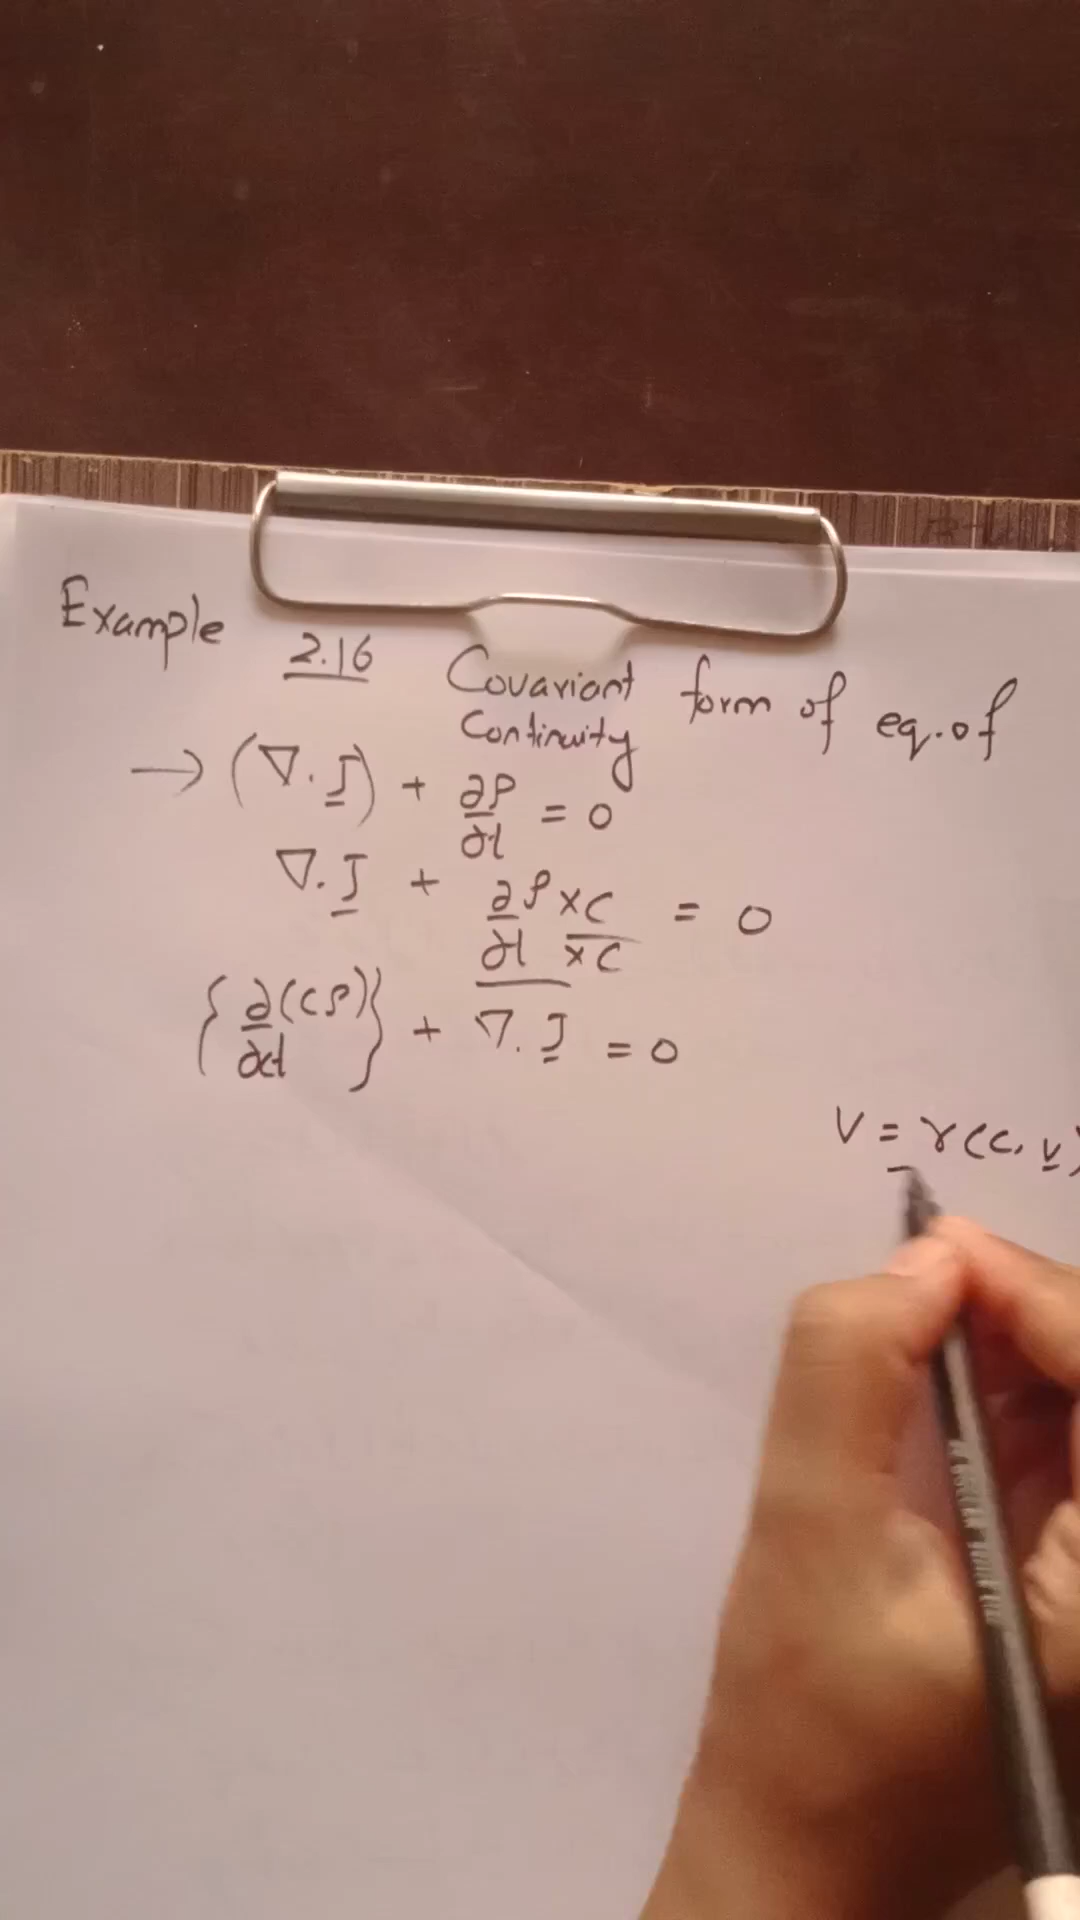 Example 2.16 Covariant form of eq. of
Continuity
→ (∇.J) + ∂ρ/∂t = 0
∇.J + ∂ρ/∂t ×C/×C = 0
{∂(Cρ)/∂ct} + ∇.J = 0
V = γ(C, v)